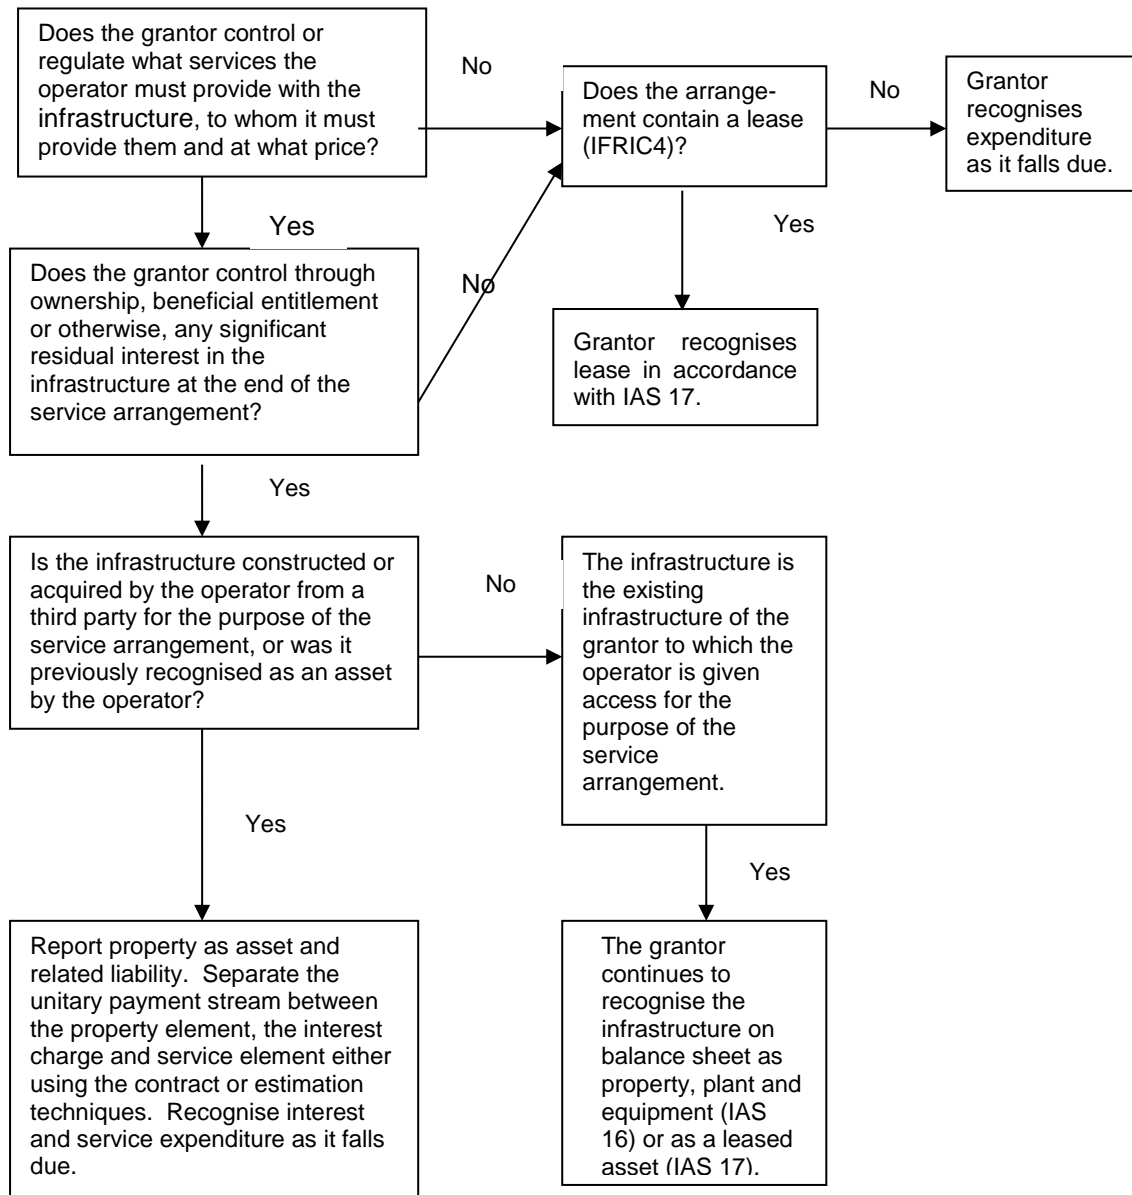 Does the grantor control or
regulate what services the
operator must provide with the
infrastructure, to whom it must
provide them and at what price?
No
Does the arrange-
ment contain a lease
(IFRIC4)?
No
Grantor
recognises
expenditure
as it falls due.
Yes
Yes
Does the grantor control through
ownership, beneficial entitlement
or otherwise, any significant
residual interest in the
infrastructure at the end of the
service arrangement?
No
Grantor recognises
lease in accordance
with IAS 17.
Yes
Is the infrastructure constructed or
acquired by the operator from a
third party for the purpose of the
service arrangement, or was it
previously recognised as an asset
by the operator?
No
The infrastructure is
the existing
infrastructure of the
grantor to which the
operator is given
access for the
purpose of the
service
arrangement.
Yes
Yes
Report property as asset and
related liability.  Separate the
unitary payment stream between
the property element, the interest
charge and service element either
using the contract or estimation
techniques.  Recognise interest
and service expenditure as it falls
due.
The grantor
continues to
recognise the
infrastructure on
balance sheet as
property, plant and
equipment (IAS
16) or as a leased
asset (IAS 17).